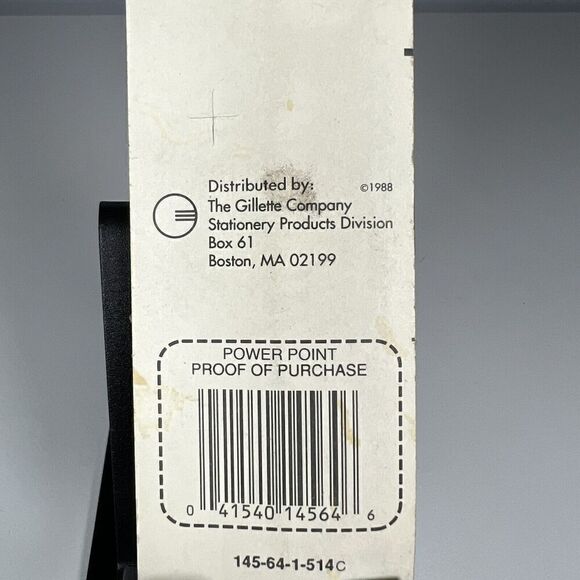 Distributed by: ©1988
The Gillette Company
Stationery Products Division
Box 61
Boston, MA 02199
POWER POINT
PROOF OF PURCHASE
0 41540 14564 6
145-64-1-514C